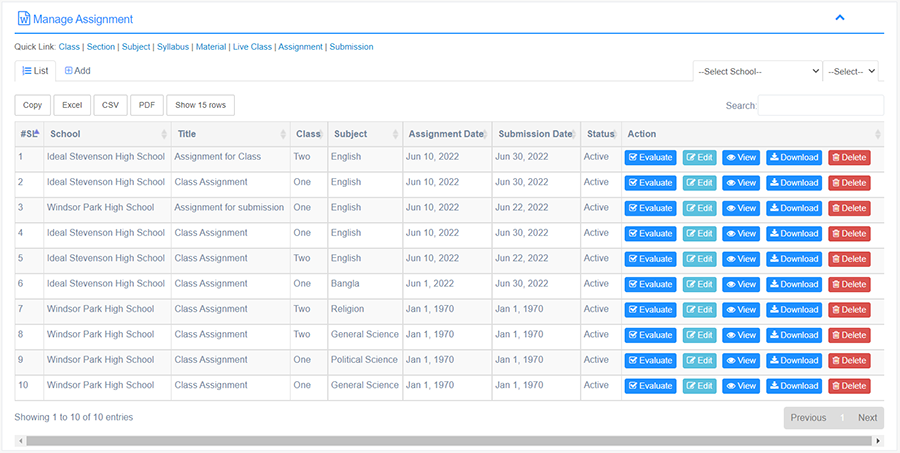 Manage Assignment
Quick Link: Class | Section | Subject | Syllabus | Material | Live Class | Assignment | Submission
List Add --Select School-- --Select--
Copy Excel CSV PDF Show 15 rows Search:
#SL School Title Class Subject Assignment Date Submission Date Status Action
1 Ideal Stevenson High School Assignment for Class Two English Jun 10, 2022 Jun 30, 2022 Active Evaluate Edit View Download Delete
2 Ideal Stevenson High School Class Assignment One English Jun 10, 2022 Jun 30, 2022 Active Evaluate Edit View Download Delete
3 Windsor Park High School Assignment for submission One English Jun 10, 2022 Jun 22, 2022 Active Evaluate Edit View Download Delete
4 Ideal Stevenson High School Class Assignment One English Jun 10, 2022 Jun 30, 2022 Active Evaluate Edit View Download Delete
5 Ideal Stevenson High School Class Assignment Two English Jun 10, 2022 Jun 22, 2022 Active Evaluate Edit View Download Delete
6 Ideal Stevenson High School Class Assignment One Bangla Jun 1, 2022 Jun 30, 2022 Active Evaluate Edit View Download Delete
7 Windsor Park High School Class Assignment Two Religion Jan 1, 1970 Jan 1, 1970 Active Evaluate Edit View Download Delete
8 Windsor Park High School Class Assignment Two General Science Jan 1, 1970 Jan 1, 1970 Active Evaluate Edit View Download Delete
9 Windsor Park High School Class Assignment One Political Science Jan 1, 1970 Jan 1, 1970 Active Evaluate Edit View Download Delete
10 Windsor Park High School Class Assignment One General Science Jan 1, 1970 Jan 1, 1970 Active Evaluate Edit View Download Delete
Showing 1 to 10 of 10 entries Previous 1 Next